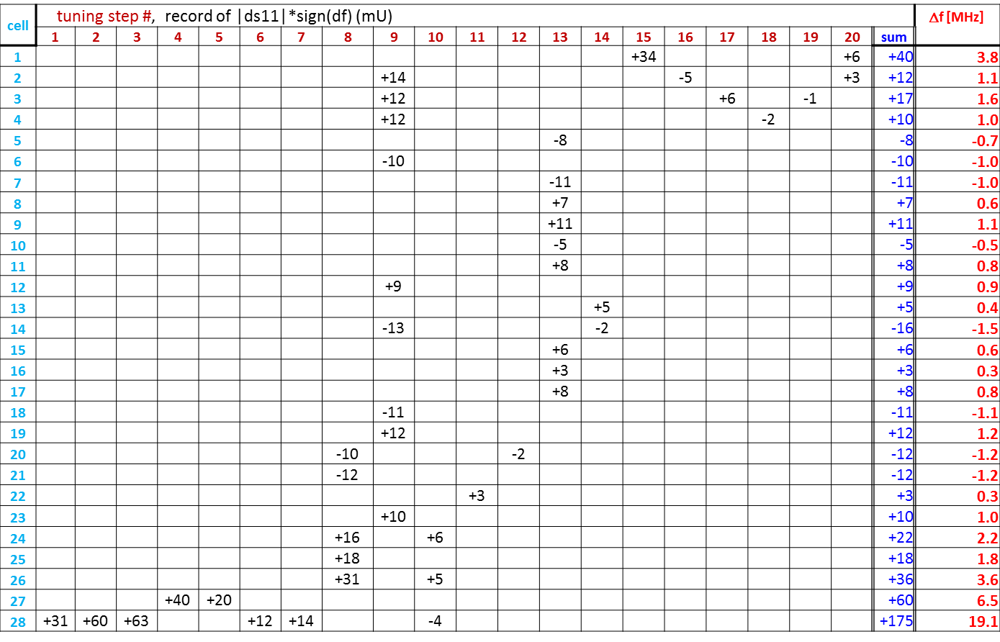 cell tuning step #, record of |ds11|*sign(df) (mU) Δf [MHz]
1 2 3 4 5 6 7 8 9 10 11 12 13 14 15 16 17 18 19 20 sum
1 +34 +6 +40 3.8
2 +14 -5 +3 +12 1.1
3 +12 +6 -1 +17 1.6
4 +12 -2 +10 1.0
5 -8 -8 -0.7
6 -10 -10 -1.0
7 -11 -11 -1.0
8 +7 +7 0.6
9 +11 +11 1.1
10 -5 -5 -0.5
11 +8 +8 0.8
12 +9 +9 0.9
13 +5 +5 0.4
14 -13 -2 -16 -1.5
15 +6 +6 0.6
16 +3 +3 0.3
17 +8 +8 0.8
18 -11 -11 -1.1
19 +12 +12 1.2
20 -10 -2 -12 -1.2
21 -12 -12 -1.2
22 +3 +3 0.3
23 +10 +10 1.0
24 +16 +6 +22 2.2
25 +18 +18 1.8
26 +31 +5 +36 3.6
27 +40 +20 +60 6.5
28 +31 +60 +63 +12 +14 -4 +175 19.1